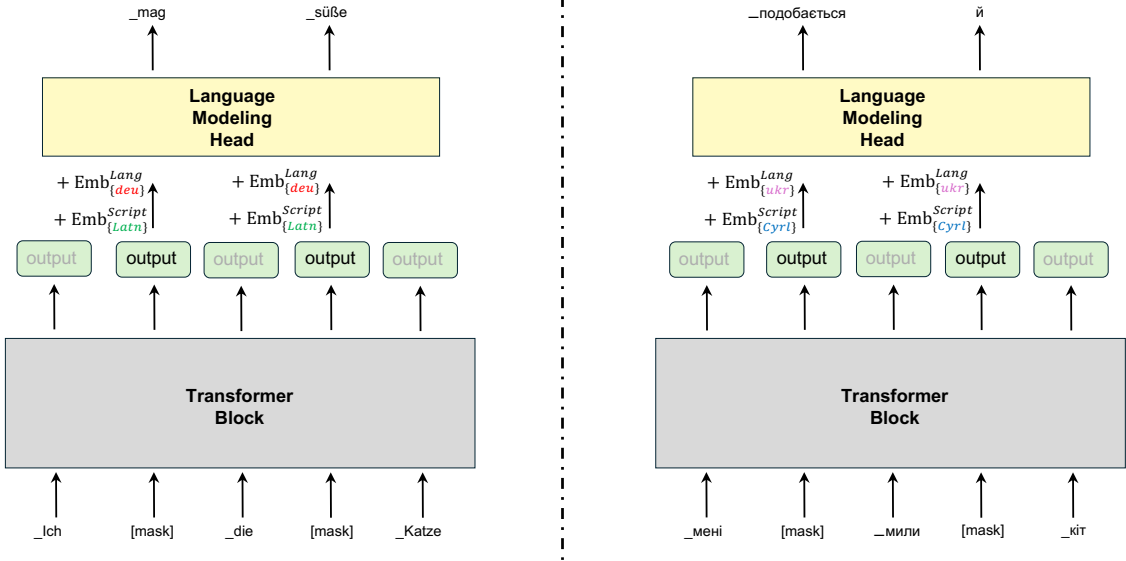 _mag _süße
Language
Modeling
Head
+ Emb^{Lang}_{{deu}} + Emb^{Lang}_{{deu}}
+ Emb^{Script}_{{Latn}} + Emb^{Script}_{{Latn}}
output output output output output
Transformer
Block
_Ich [mask] _die [mask] _Katze
_подобається й
Language
Modeling
Head
+ Emb^{Lang}_{{ukr}} + Emb^{Lang}_{{ukr}}
+ Emb^{Script}_{{Cyrl}} + Emb^{Script}_{{Cyrl}}
output output output output output
Transformer
Block
_мені [mask] _мили [mask] _кіт